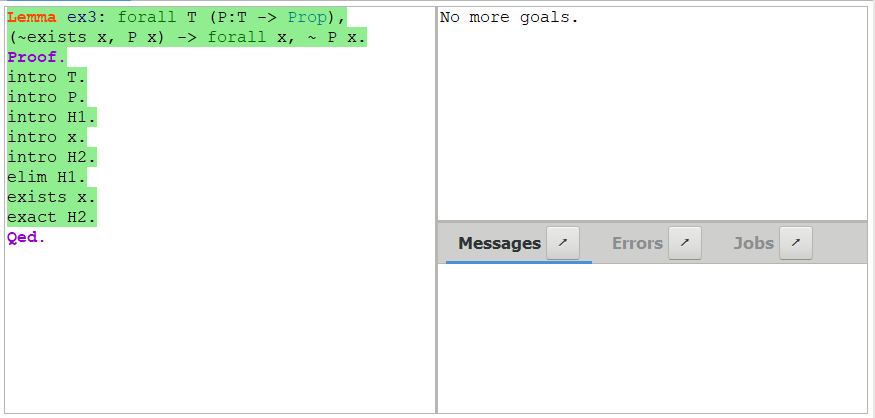 Lemma ex3: forall T (P:T -> Prop),
(~exists x, P x) -> forall x, ~ P x.
Proof.
intro T.
intro P.
intro H1.
intro x.
intro H2.
elim H1.
exists x.
exact H2.
Qed.
No more goals.
Messages
Errors
Jobs